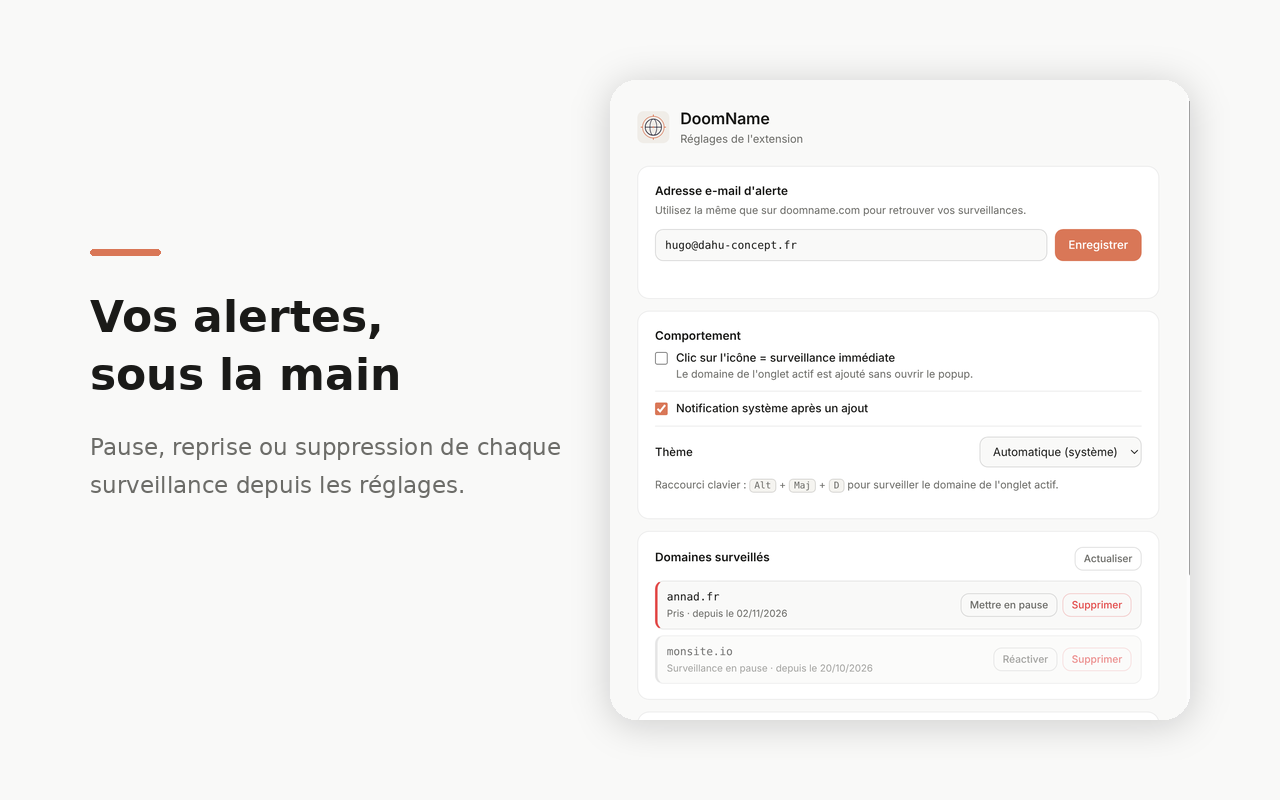 Vos alertes,
sous la main
Pause, reprise ou suppression de chaque
surveillance depuis les réglages.
DoomName
Réglages de l'extension
Adresse e-mail d'alerte
Utilisez la même que sur doomname.com pour retrouver vos surveillances.
hugo@dahu-concept.fr
Enregistrer
Comportement
Clic sur l'icône = surveillance immédiate
Le domaine de l'onglet actif est ajouté sans ouvrir le popup.
Notification système après un ajout
Thème
Automatique (système)
Raccourci clavier : Alt + Maj + D pour surveiller le domaine de l'onglet actif.
Domaines surveillés
Actualiser
annad.fr
Pris · depuis le 02/11/2026
Mettre en pause
Supprimer
monsite.io
Surveillance en pause · depuis le 20/10/2026
Réactiver
Supprimer